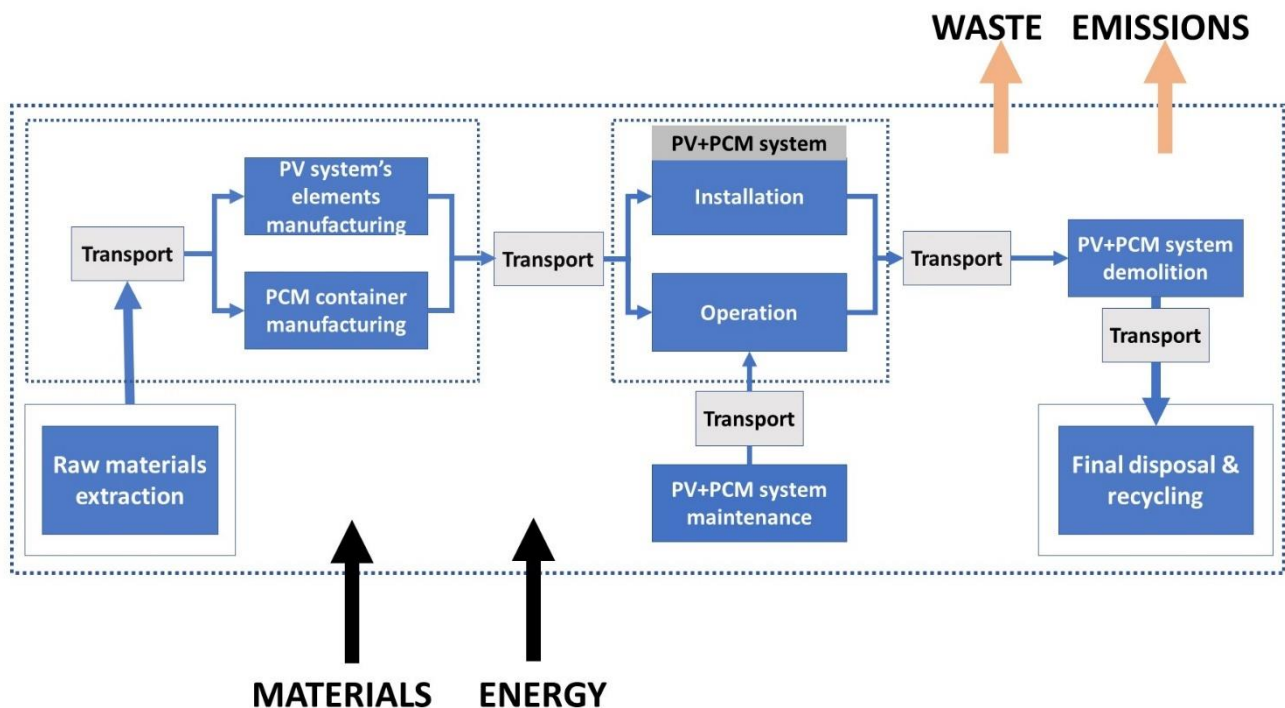 WASTE EMISSIONS
PV+PCM system
PV system's
elements
manufacturing
Installation
Transport
Transport
Transport
PV+PCM system
demolition
PCM container
manufacturing
Operation
Transport
Transport
Raw materials
extraction
PV+PCM system
maintenance
Final disposal &
recycling
MATERIALS ENERGY